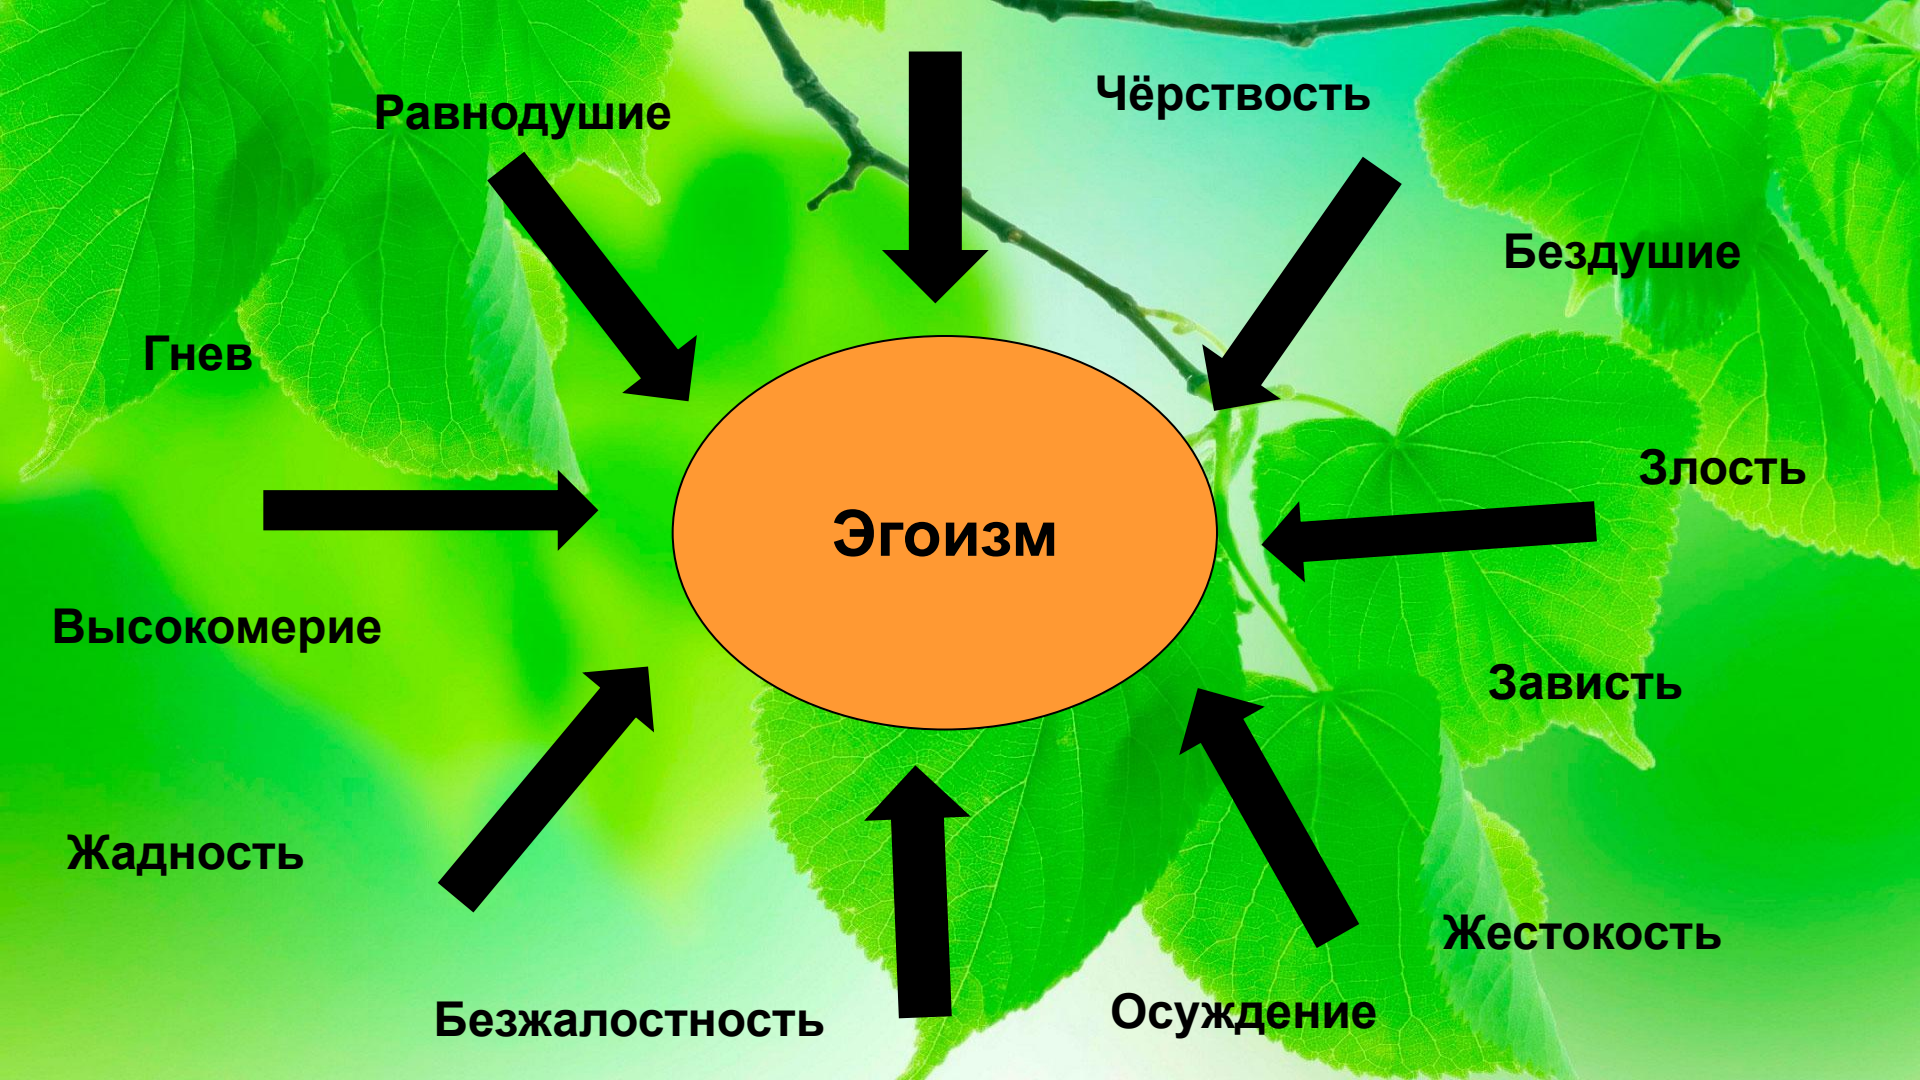 Чёрствость
Равнодушие
Бездушие
Гнев
Злость
Эгоизм
Высокомерие
Зависть
Жадность
Жестокость
Осуждение
Безжалостность